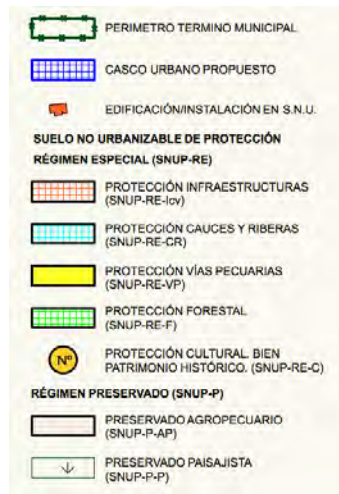 PERIMETRO TERMINO MUNICIPAL
CASCO URBANO PROPUESTO
EDIFICACIÓN/INSTALACIÓN EN S.N.U.
SUELO NO URBANIZABLE DE PROTECCIÓN
RÉGIMEN ESPECIAL (SNUP-RE)
PROTECCIÓN INFRAESTRUCTURAS
(SNUP-RE-Icv)
PROTECCIÓN CAUCES Y RIBERAS
(SNUP-RE-CR)
PROTECCIÓN VÍAS PECUARIAS
(SNUP-RE-VP)
PROTECCIÓN FORESTAL
(SNUP-RE-F)
Nº
PROTECCIÓN CULTURAL. BIEN
PATRIMONIO HISTÓRICO. (SNUP-RE-C)
RÉGIMEN PRESERVADO (SNUP-P)
PRESERVADO AGROPECUARIO
(SNUP-P-AP)
PRESERVADO PAISAJISTA
(SNUP-P-P)